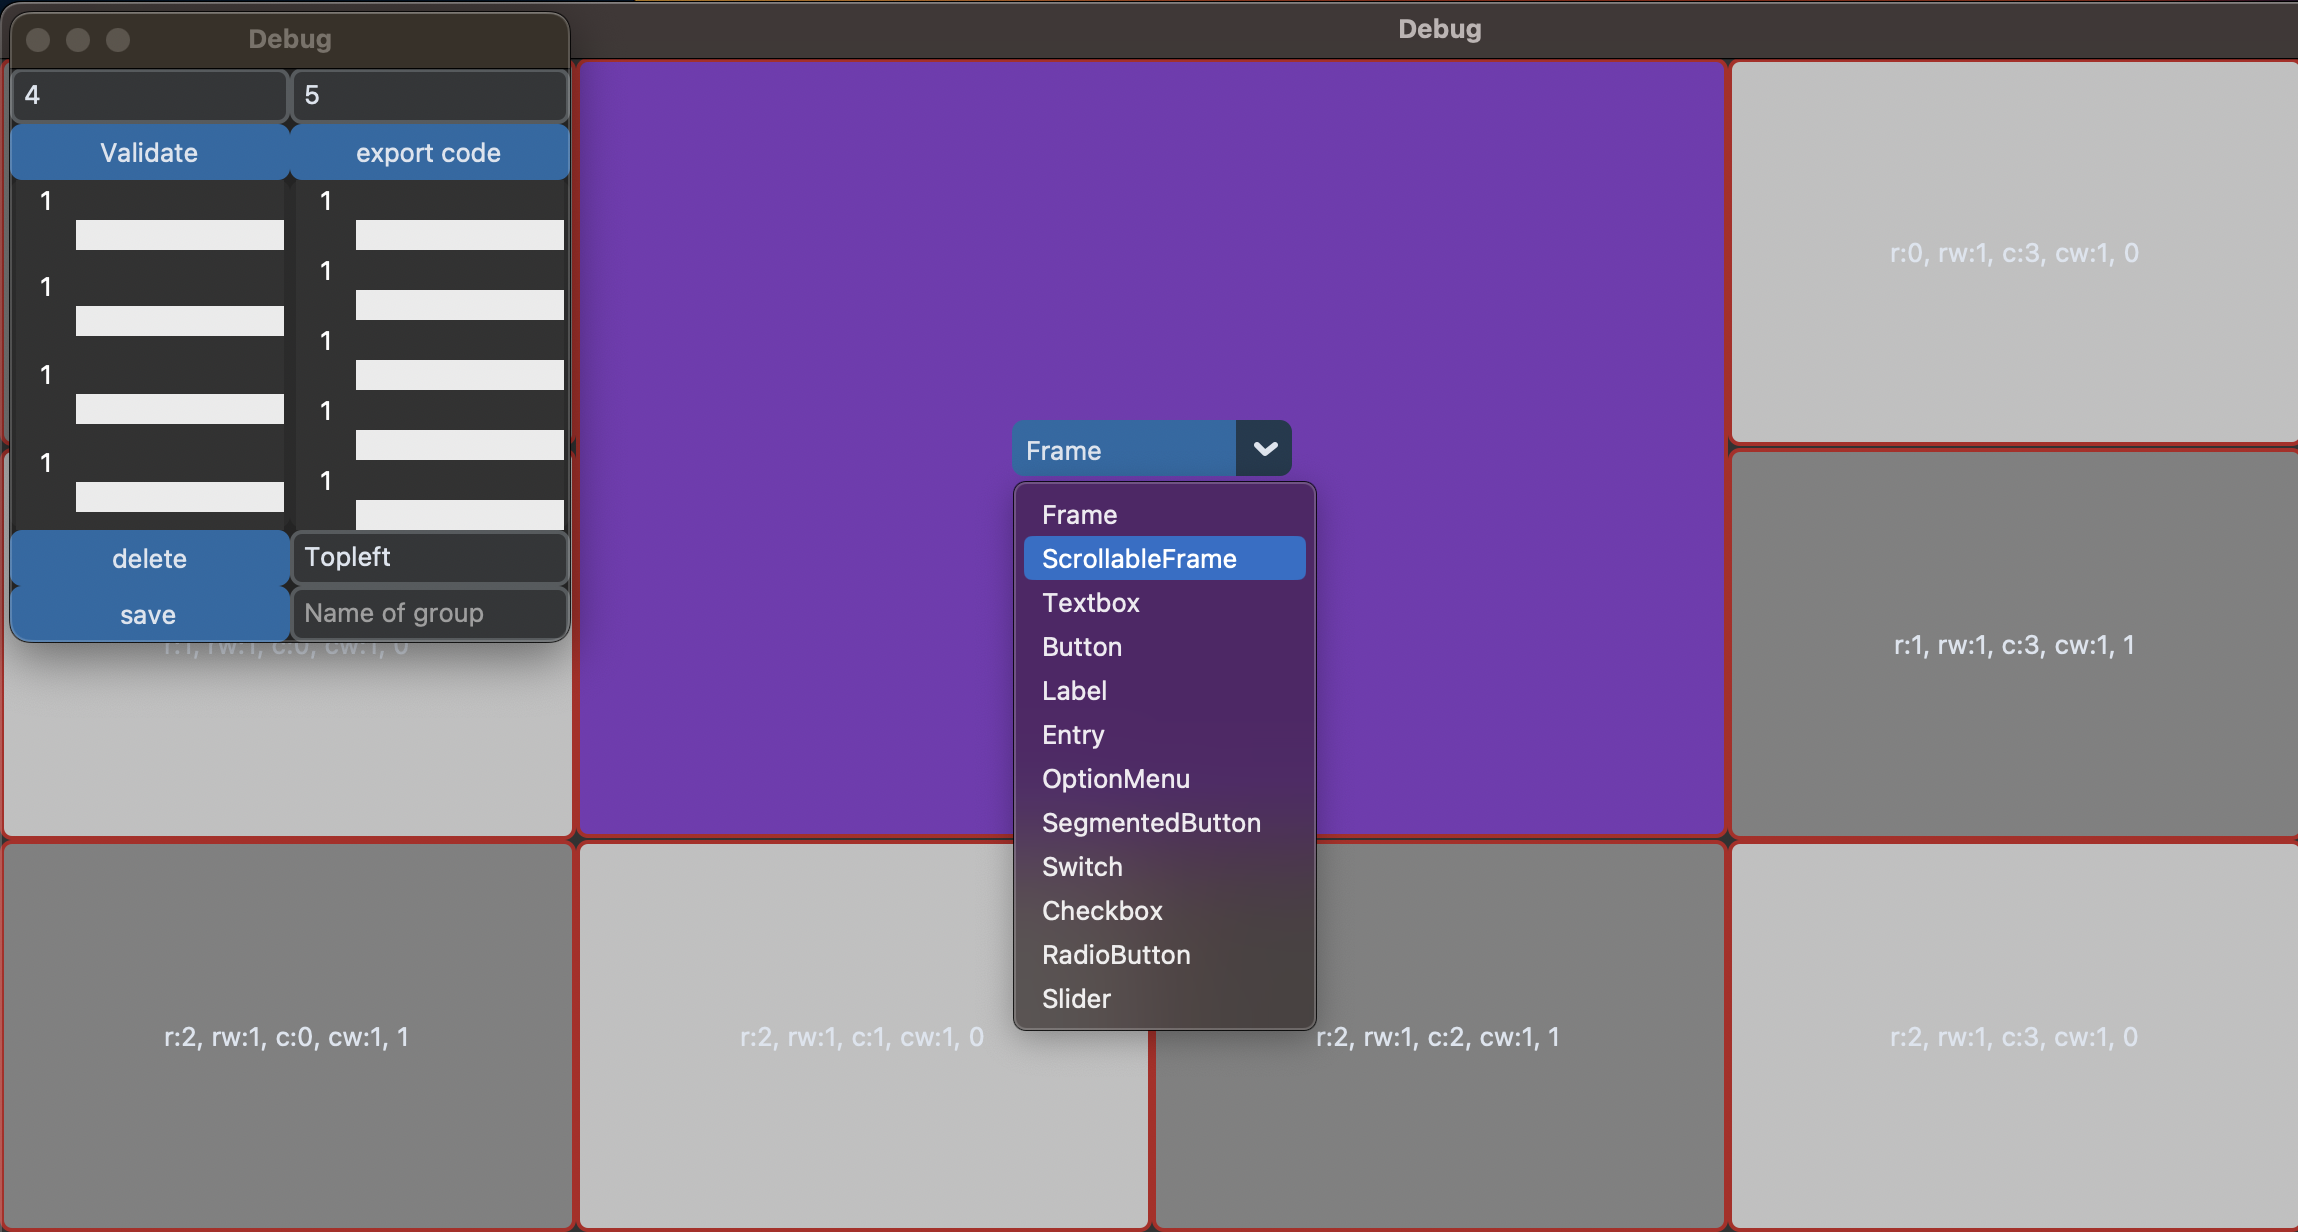 Debug
Debug
4
5
Validate
export code
1
1
1
1
1
1
1
1
1
delete
Topleft
save
Name of group
r:1, rw:1, c:0, cw:1, 0
Frame
Frame
ScrollableFrame
Textbox
Button
Label
Entry
OptionMenu
SegmentedButton
Switch
Checkbox
RadioButton
Slider
r:0, rw:1, c:3, cw:1, 0
r:1, rw:1, c:3, cw:1, 1
r:2, rw:1, c:0, cw:1, 1
r:2, rw:1, c:1, cw:1, 0
r:2, rw:1, c:2, cw:1, 1
r:2, rw:1, c:3, cw:1, 0